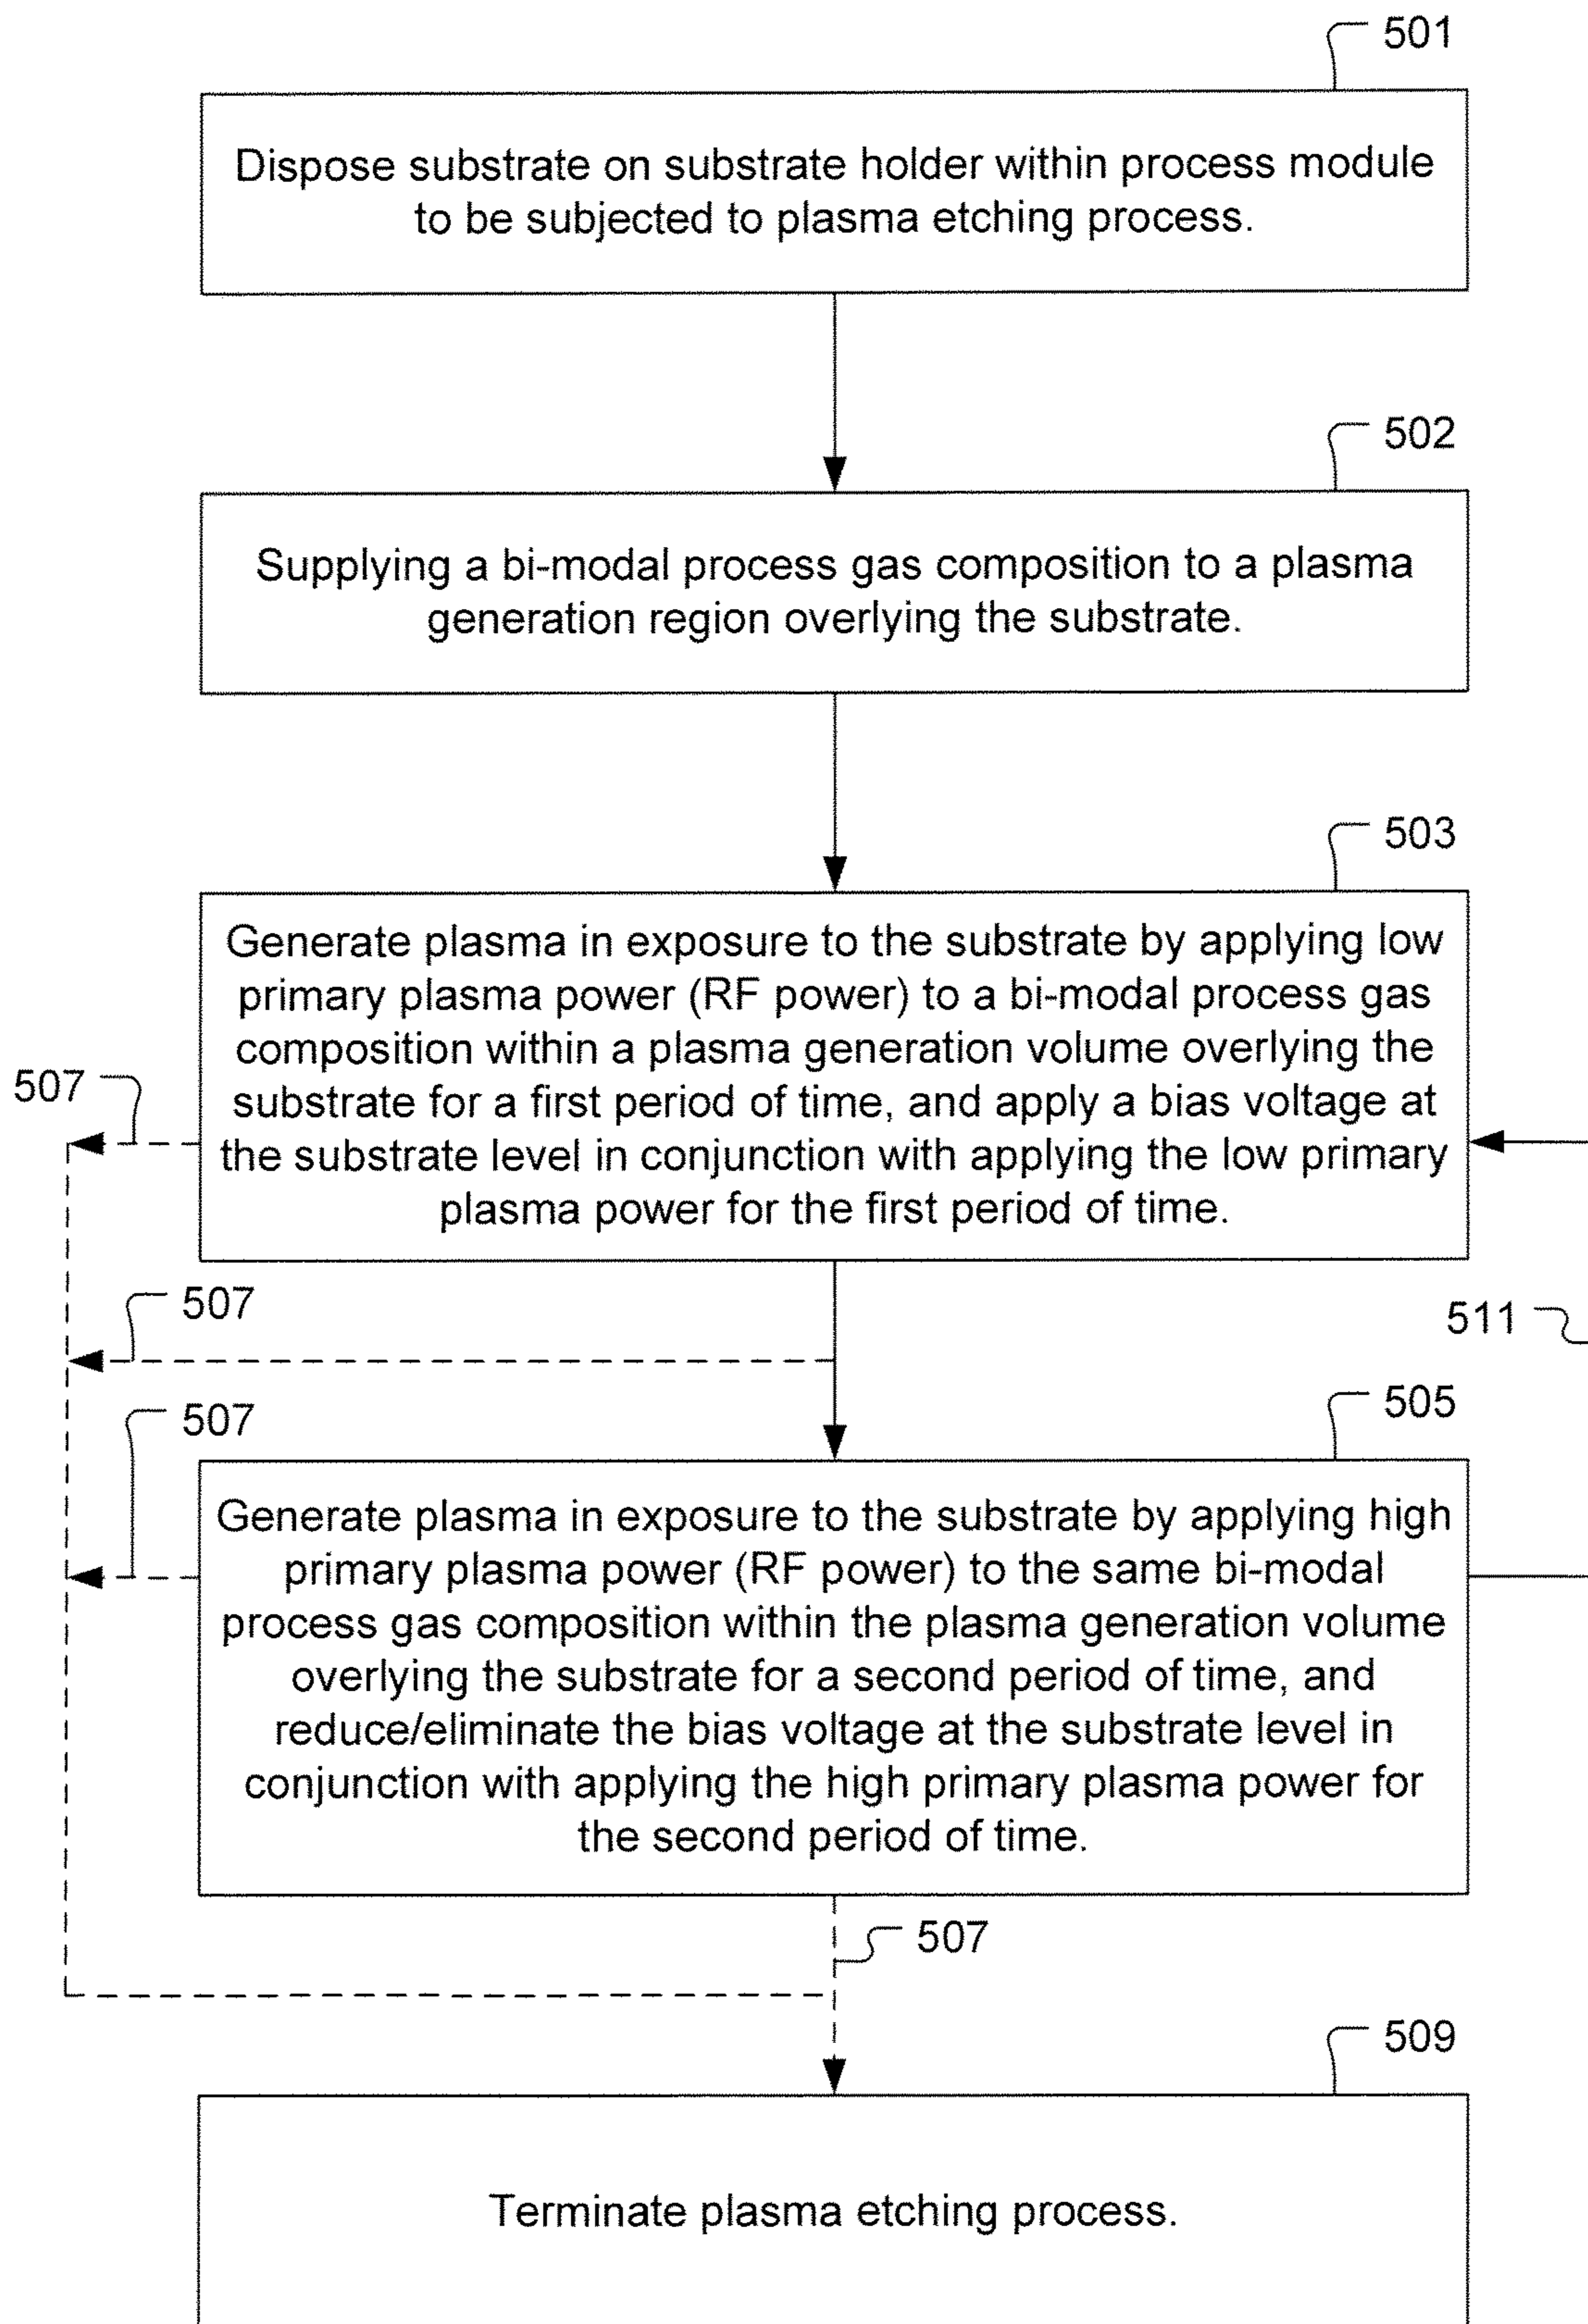 501
Dispose substrate on substrate holder within process module
to be subjected to plasma etching process.
502
Supplying a bi-modal process gas composition to a plasma
generation region overlying the substrate.
503
Generate plasma in exposure to the substrate by applying low
primary plasma power (RF power) to a bi-modal process gas
composition within a plasma generation volume overlying the
substrate for a first period of time, and apply a bias voltage at
the substrate level in conjunction with applying the low primary
plasma power for the first period of time.
507
507
511
507
505
Generate plasma in exposure to the substrate by applying high
primary plasma power (RF power) to the same bi-modal
process gas composition within the plasma generation volume
overlying the substrate for a second period of time, and
reduce/eliminate the bias voltage at the substrate level in
conjunction with applying the high primary plasma power for
the second period of time.
507
509
Terminate plasma etching process.